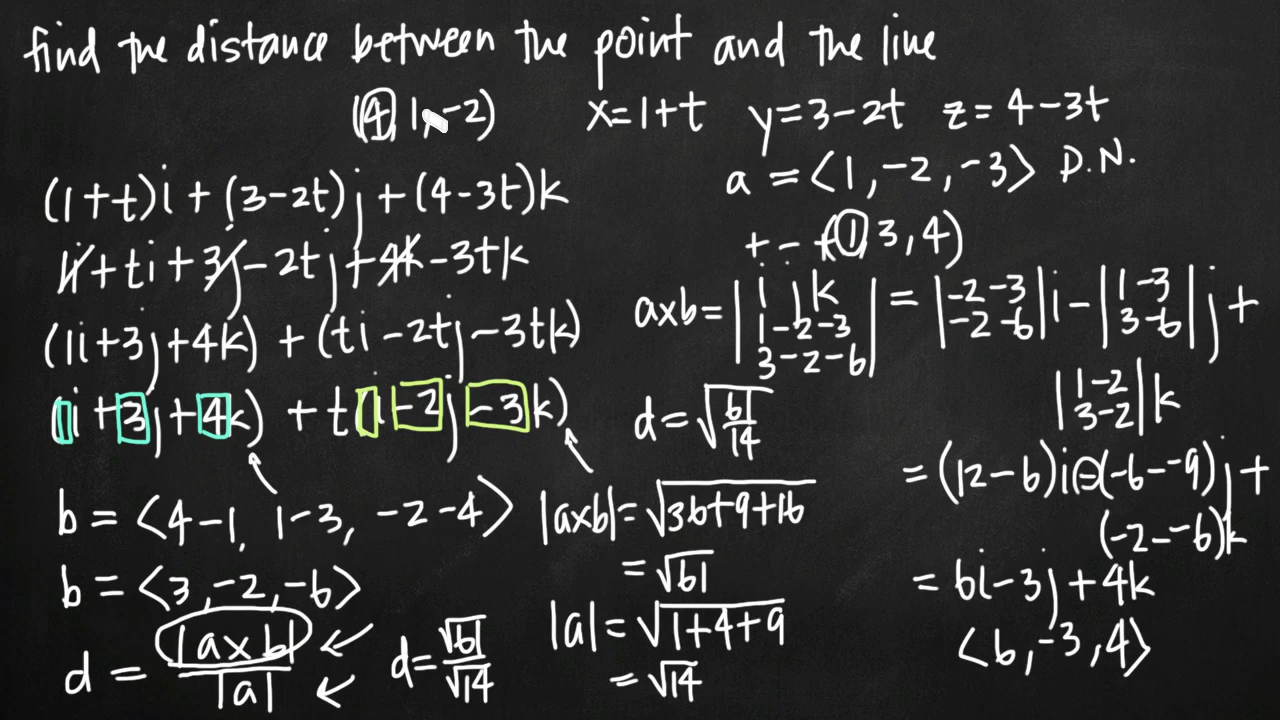 find the distance between the point and the line
(4, 1, -2) x=1+t y=3-2t z=4-3t
(1+t)i+(3-2t)j+(4-3t)k
1i+ti+3j-2tj+4k-3tk
(1i+3j+4k)+(ti-2tj-3tk)
(1i+3j+4k)+t(1i-2j-3k)
b=<4-1, 1-3, -2-4>
b=<3,-2,-6>
d=|axb|/|a|
d=√61/√14
a=<1,-2,-3> D.N.
+ - + (1,3,4)
axb=|i j k|=|-2 -3|i-|1 -3|j+
|1 -2 -3| |-2 -6| |3 -6|
|3 -2 -6|
|1 -2|k
|3 -2|
=(12-6)i-(-6--9)j+
(-2--6)k
=6i-3j+4k
<6,-3,4>
d=√61/14
|axb|=√36+9+16
=√61
|a|=√1+4+9
=√14